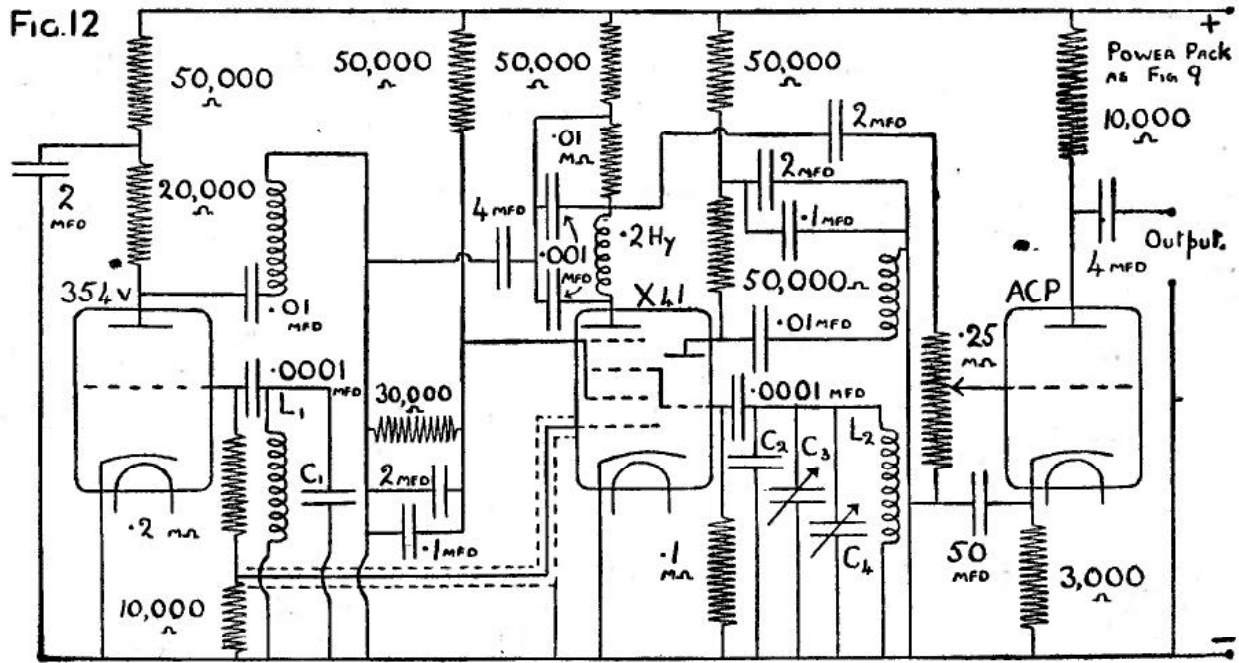 FIG.12
+
50,000
Ω
50,000
Ω
50,000
Ω
50,000
Ω
POWER PACK
AS FIG 9
10,000
Ω
2
MFD
20,000
Ω
.01
MΩ
2 MFD
2 MFD
.1 MFD
4 MFD
.2 Hy
.001
MFD
Output.
4 MFD
354V
.01
MFD
X41
50,000Ω
.01 MFD
ACP
.25
MΩ
.0001
MFD
L1
30,000
Ω
.0001 MFD
C1
C2
C3
L2
2 MFD
.2 MΩ
.1 MFD
.1
MΩ
C4
50
MFD
10,000
Ω
3,000
Ω
-